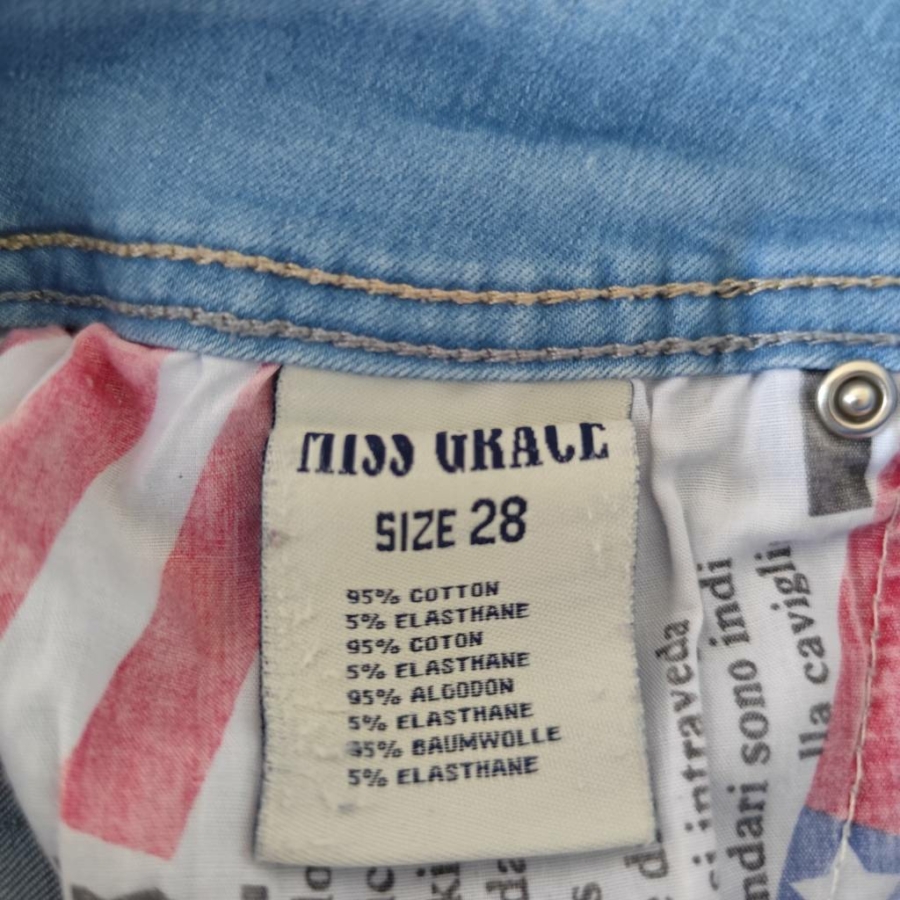 MISS GRACE
SIZE 28
95% COTTON
5% ELASTHANE
95% COTON
5% ELASTHANE
95% ALGODON
5% ELASTHANE
95% BAUMWOLLE
5% ELASTHANE
intraveda
ndari sono indi
lla caviglie